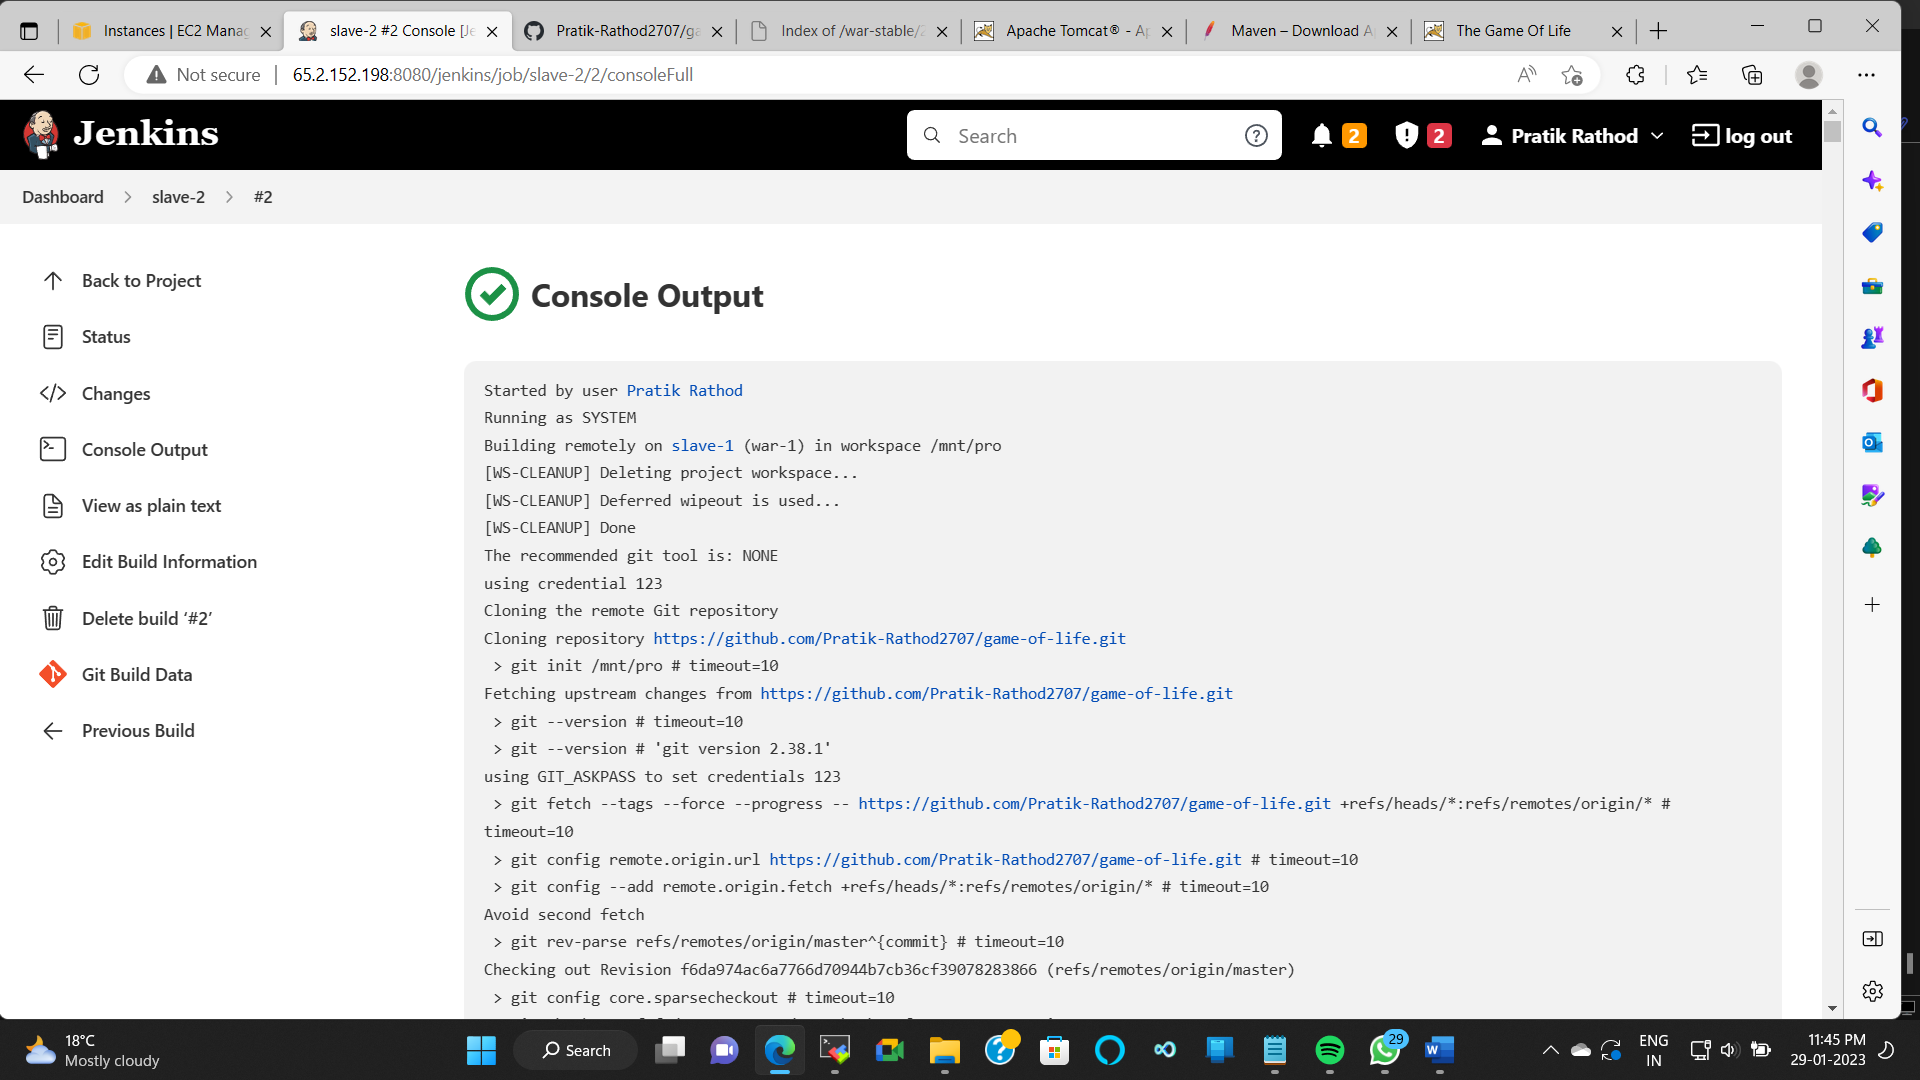 Instances | EC2 Manag
slave-2 #2 Console [Je
Pratik-Rathod2707/ga
Index of /war-stable/2
Apache Tomcat® - Ap
Maven – Download A
The Game Of Life
Not secure
65.2.152.198:8080/jenkins/job/slave-2/2/consoleFull
Jenkins
Search
2
2
Pratik Rathod
log out
Dashboard
slave-2
#2
Back to Project
Status
Changes
Console Output
View as plain text
Edit Build Information
Delete build ‘#2’
Git Build Data
Previous Build
Console Output
Started by user Pratik Rathod
Running as SYSTEM
Building remotely on slave-1 (war-1) in workspace /mnt/pro
[WS-CLEANUP] Deleting project workspace...
[WS-CLEANUP] Deferred wipeout is used...
[WS-CLEANUP] Done
The recommended git tool is: NONE
using credential 123
Cloning the remote Git repository
Cloning repository https://github.com/Pratik-Rathod2707/game-of-life.git
> git init /mnt/pro # timeout=10
Fetching upstream changes from https://github.com/Pratik-Rathod2707/game-of-life.git
> git --version # timeout=10
> git --version # 'git version 2.38.1'
using GIT_ASKPASS to set credentials 123
> git fetch --tags --force --progress -- https://github.com/Pratik-Rathod2707/game-of-life.git +refs/heads/*:refs/remotes/origin/* #
timeout=10
> git config remote.origin.url https://github.com/Pratik-Rathod2707/game-of-life.git # timeout=10
> git config --add remote.origin.fetch +refs/heads/*:refs/remotes/origin/* # timeout=10
Avoid second fetch
> git rev-parse refs/remotes/origin/master^{commit} # timeout=10
Checking out Revision f6da974ac6a7766d70944b7cb36cf39078283866 (refs/remotes/origin/master)
> git config core.sparsecheckout # timeout=10
18°C
Mostly cloudy
Search
29
ENG
IN
11:45 PM
29-01-2023